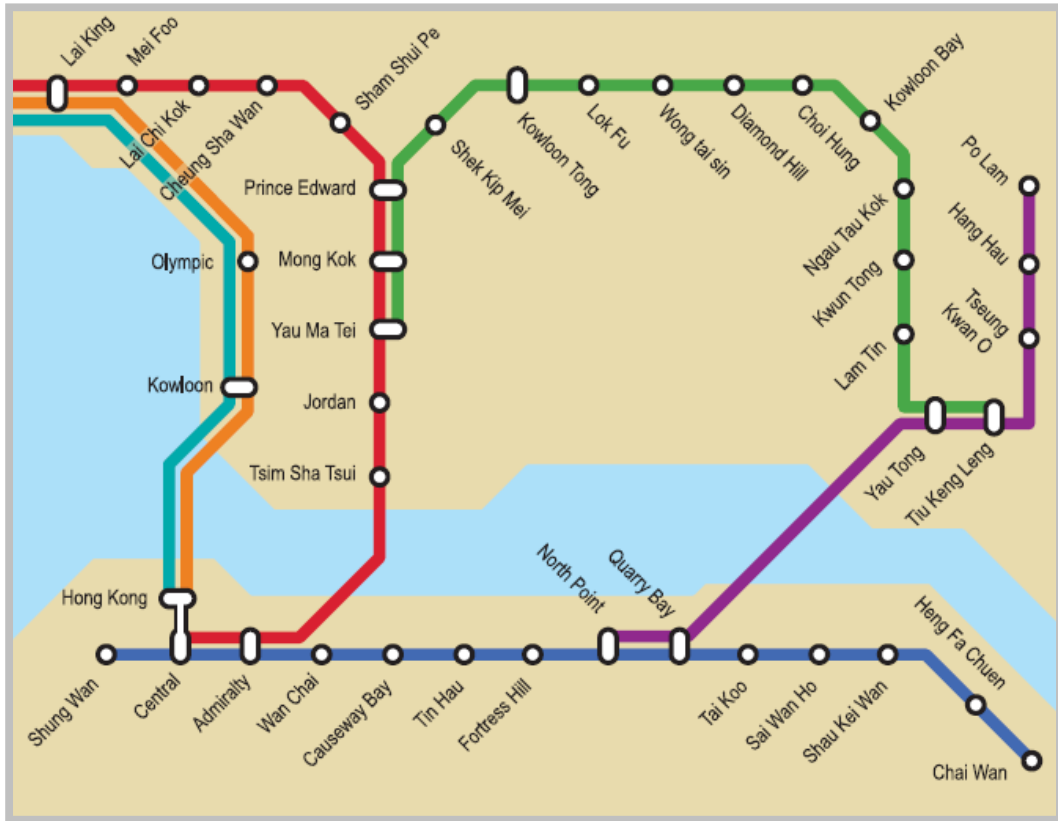 Lai King
Mei Foo
Lai Chi Kok
Cheung Sha Wan
Sham Shui Pe
Prince Edward
Mong Kok
Yau Ma Tei
Jordan
Tsim Sha Tsui
Shek Kip Mei
Kowloon Tong
Lok Fu
Wong tai sin
Diamond Hill
Choi Hung
Kowloon Bay
Ngau Tau Kok
Kwun Tong
Lam Tin
Yau Tong
Tiu Keng Leng
Po Lam
Hang Hau
Tseung
Kwan O
Olympic
Kowloon
Hong Kong
North Point
Quarry Bay
Shung Wan
Central
Admiralty
Wan Chai
Causeway Bay
Tin Hau
Fortress Hill
Tai Koo
Sai Wan Ho
Shau Kei Wan
Heng Fa Chuen
Chai Wan